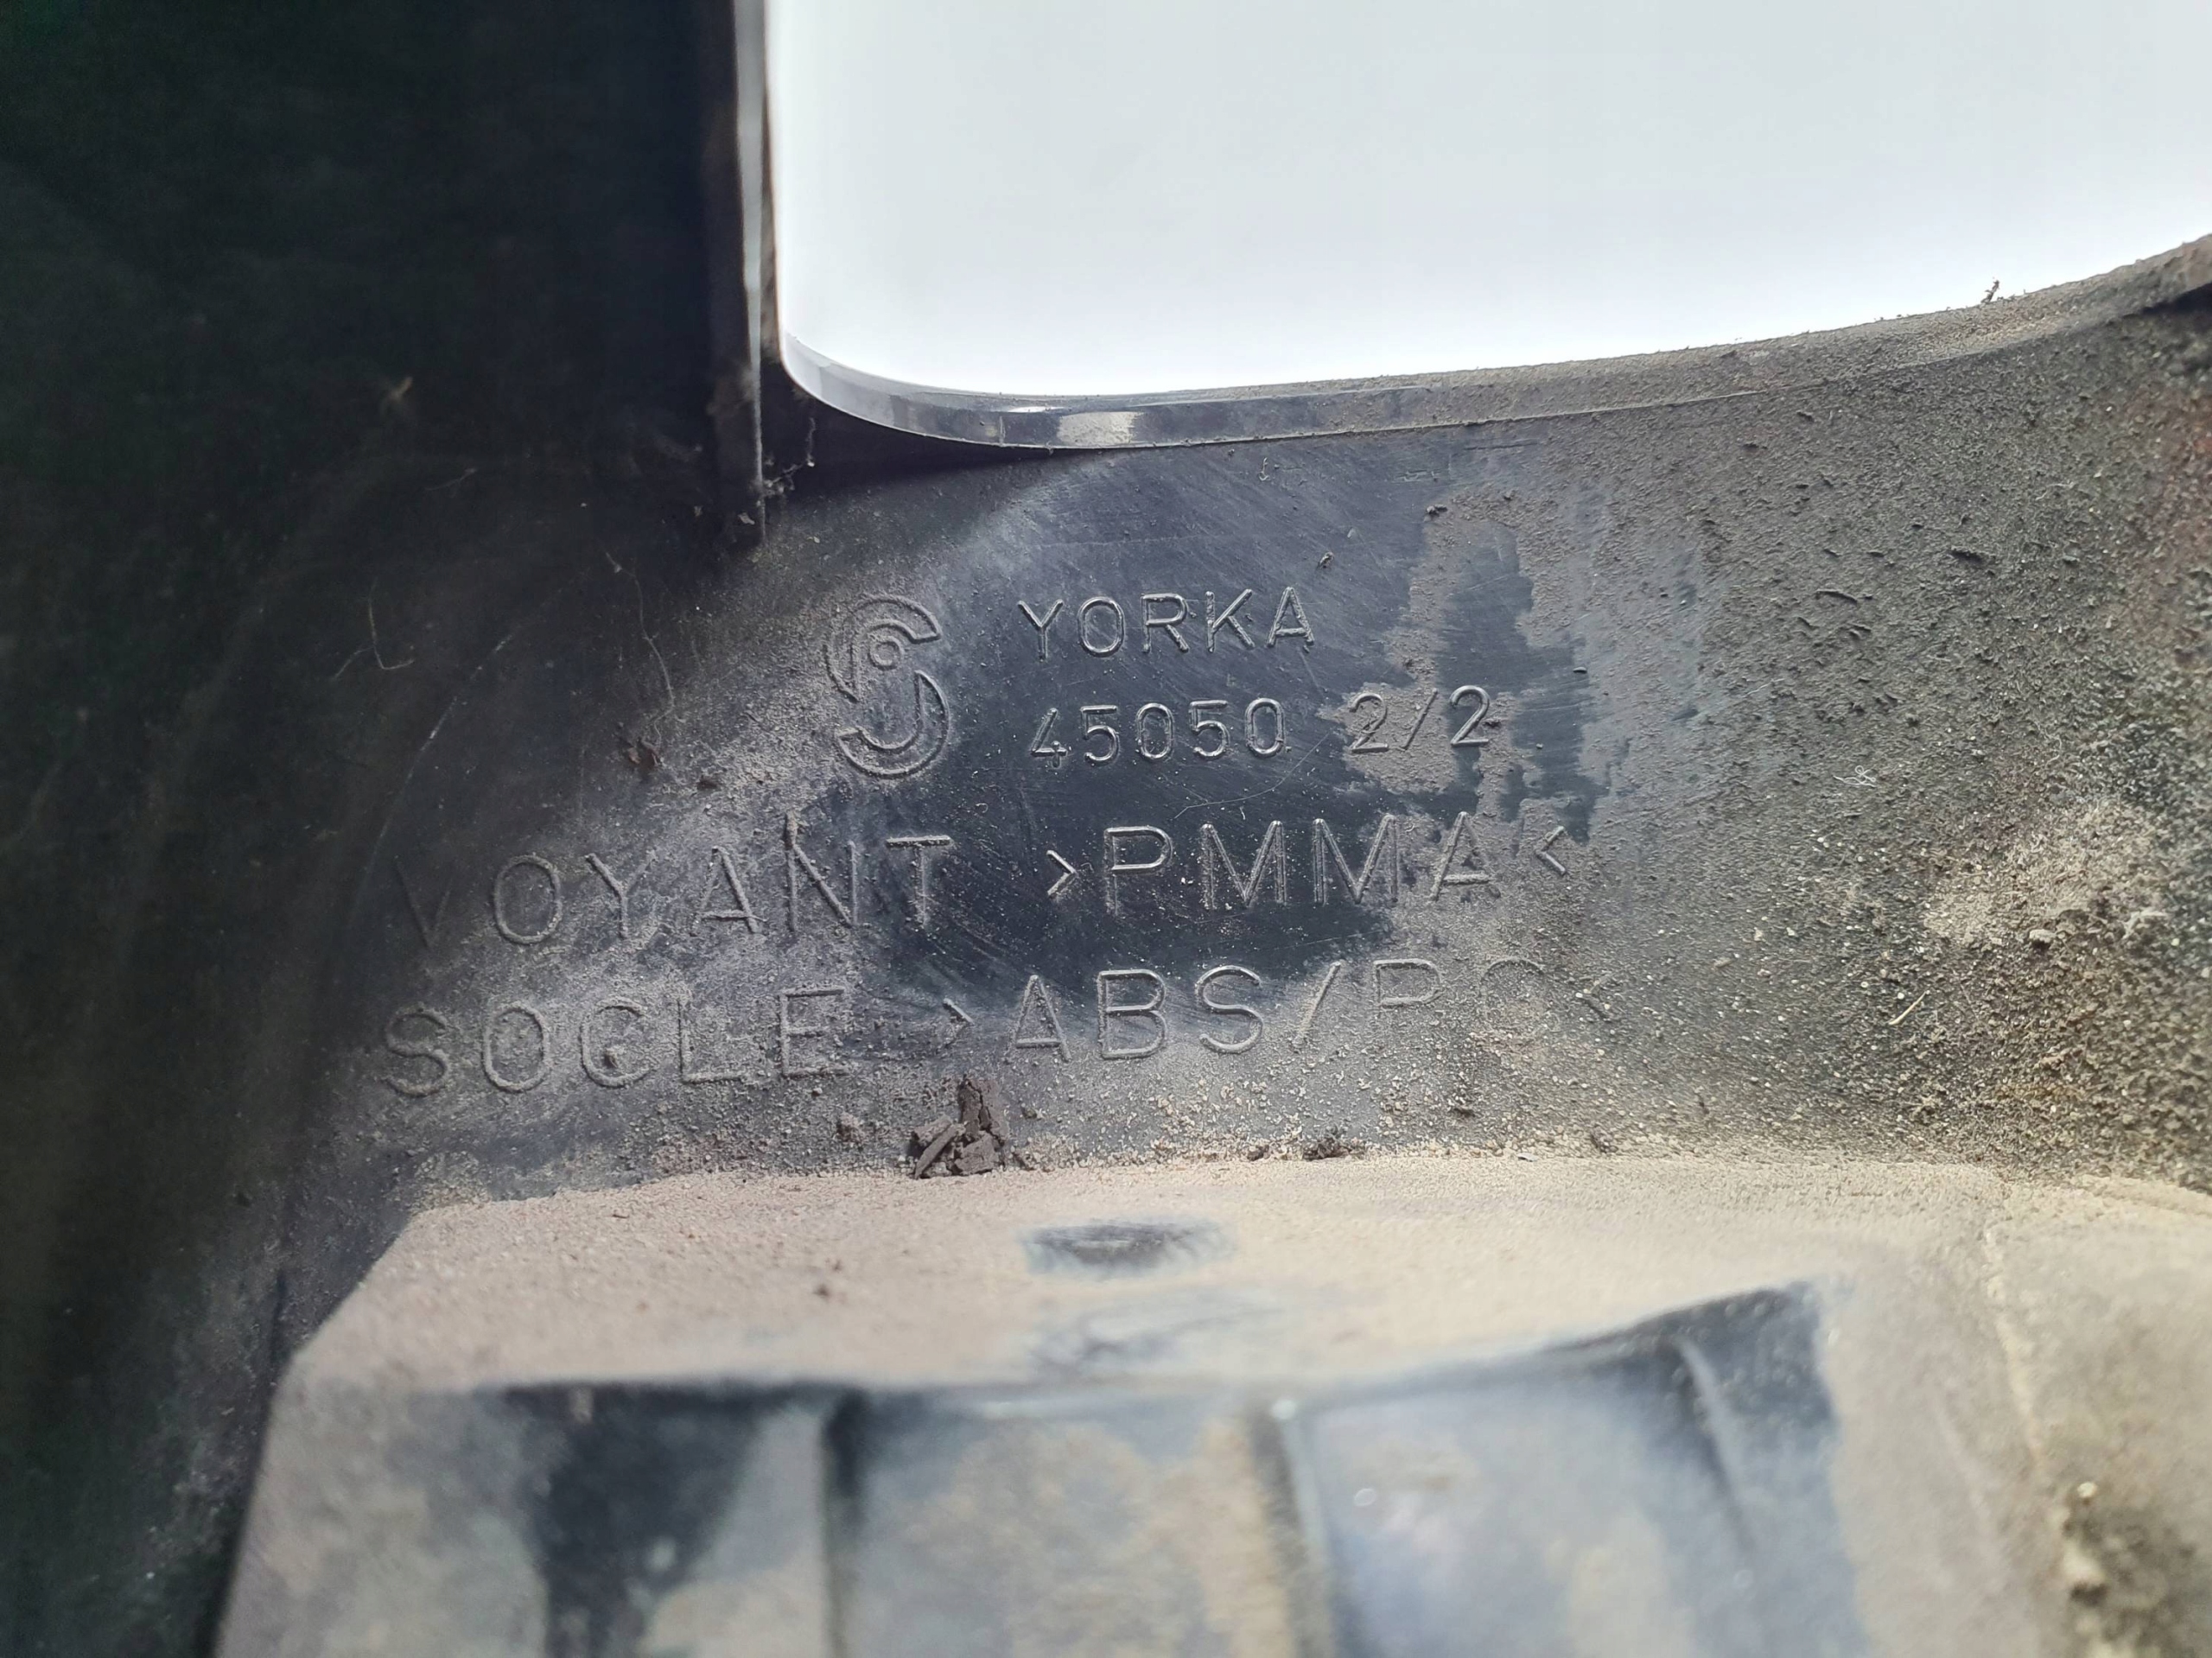 YORKA
45050 2/2
VOYANT >PMMA<
SOCLE >ABS/PC<